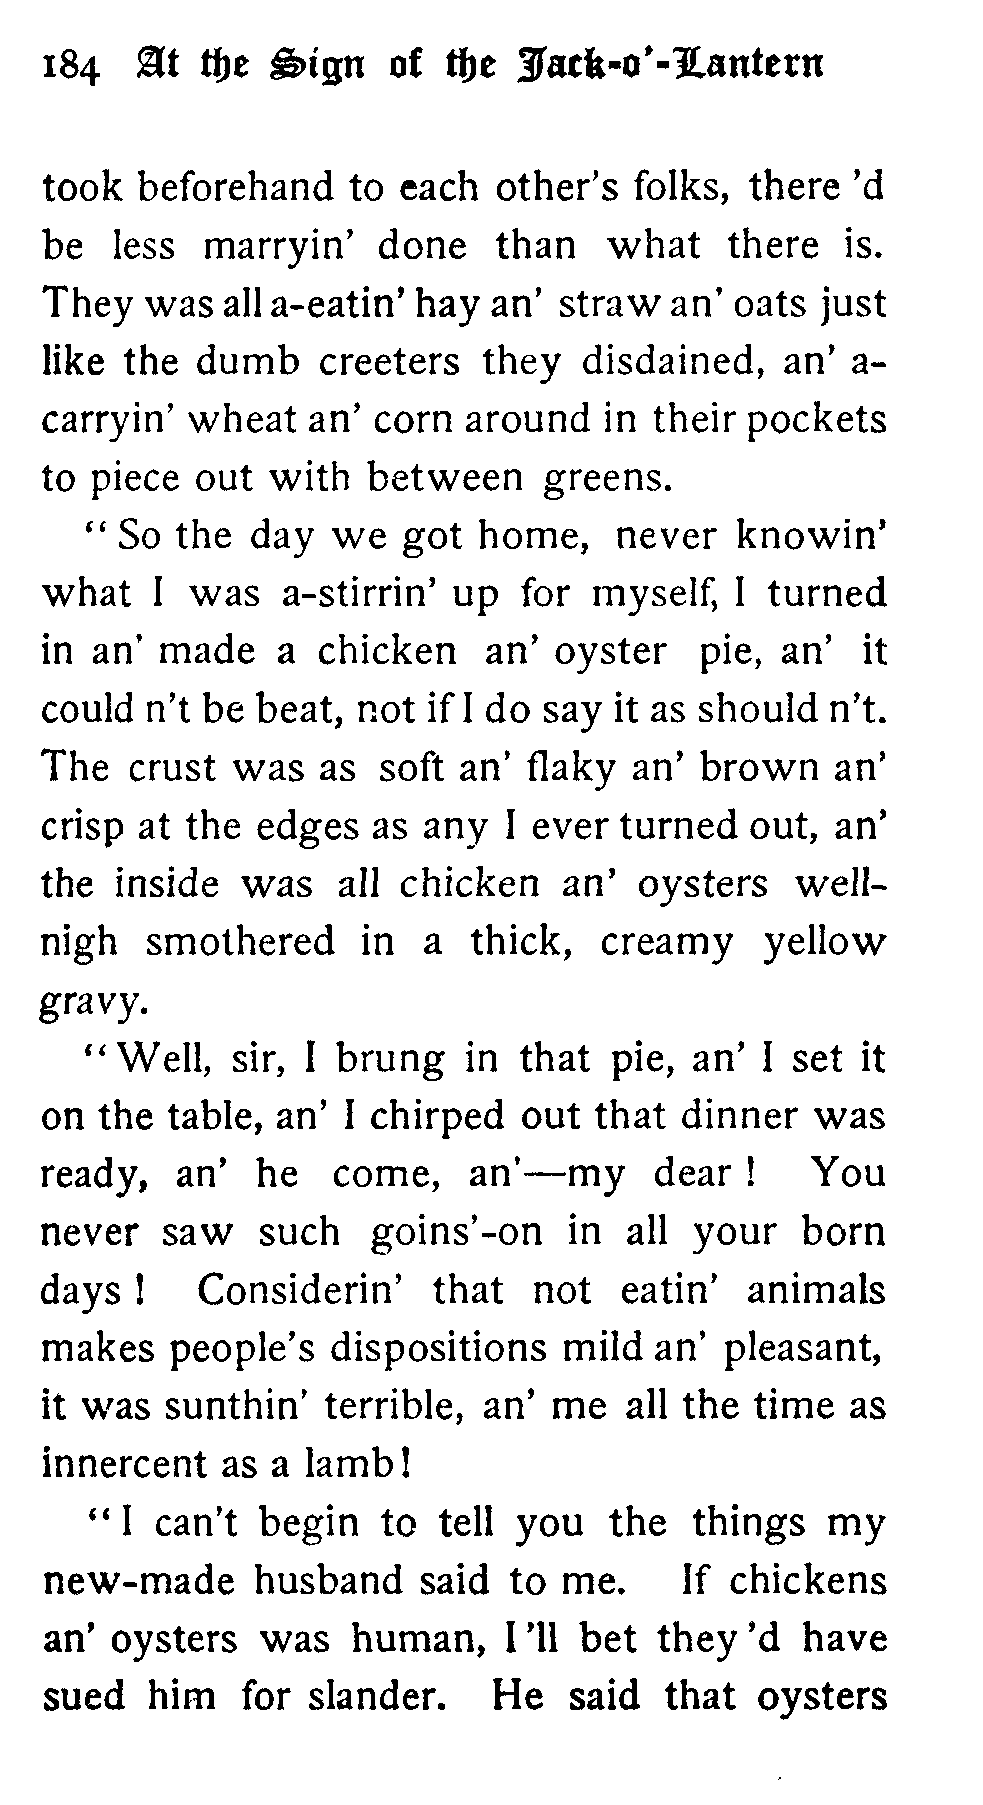 184 At the Sign of the Jack-o'-Lantern
took beforehand to each other's folks, there 'd
be less marryin' done than what there is.
They was all a-eatin' hay an' straw an' oats just
like the dumb creeters they disdained, an' a-
carryin' wheat an' corn around in their pockets
to piece out with between greens.
“So the day we got home, never knowin'
what I was a-stirrin' up for myself, I turned
in an' made a chicken an' oyster pie, an' it
could n't be beat, not if I do say it as should n't.
The crust was as soft an' flaky an' brown an'
crisp at the edges as any I ever turned out, an'
the inside was all chicken an' oysters well-
nigh smothered in a thick, creamy yellow
gravy.
“Well, sir, I brung in that pie, an' I set it
on the table, an' I chirped out that dinner was
ready, an' he come, an'—my dear! You
never saw such goins'-on in all your born
days! Considerin' that not eatin' animals
makes people's dispositions mild an' pleasant,
it was sunthin' terrible, an' me all the time as
innercent as a lamb!
“I can't begin to tell you the things my
new-made husband said to me. If chickens
an' oysters was human, I 'll bet they 'd have
sued him for slander. He said that oysters